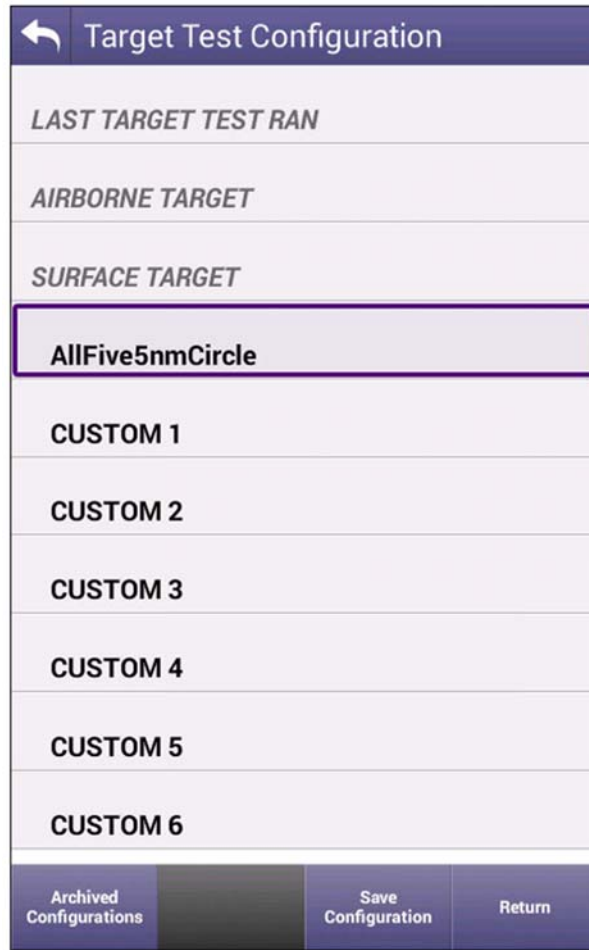 Target Test Configuration
LAST TARGET TEST RAN
AIRBORNE TARGET
SURFACE TARGET
AllFive5nmCircle
CUSTOM 1
CUSTOM 2
CUSTOM 3
CUSTOM 4
CUSTOM 5
CUSTOM 6
Archived
Configurations
Save
Configuration
Return